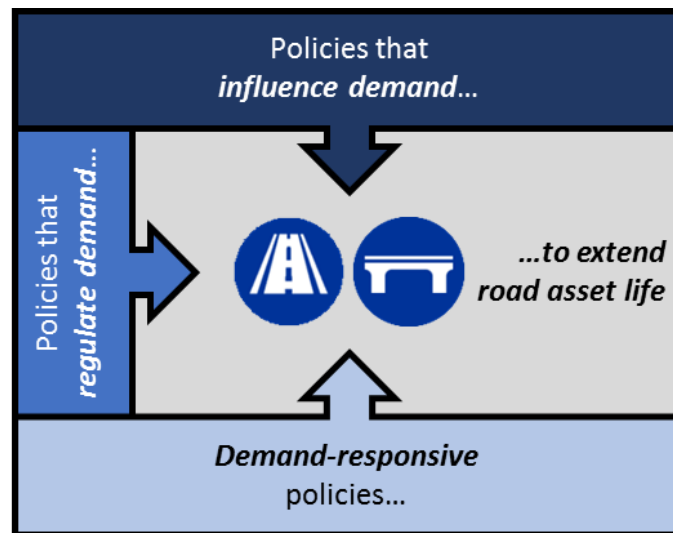 Policies that
influence demand...
Policies that
regulate demand...
...to extend
road asset life
Demand-responsive
policies...